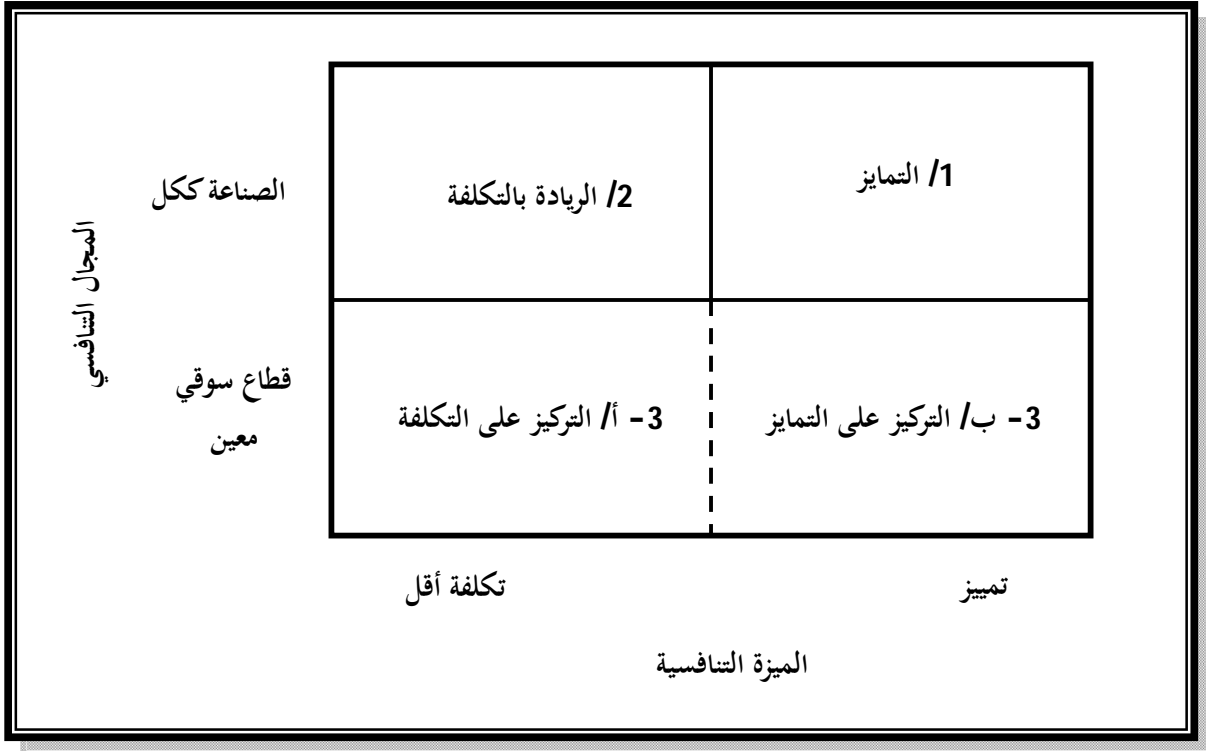 1/ التمايز
2/ الريادة بالتكلفة
الصناعة ككل
المجال التنافسي
3- ب/ التركيز على التمايز
3- أ/ التركيز على التكلفة
قطاع سوقي
معين
تمييز
تكلفة أقل
الميزة التنافسية